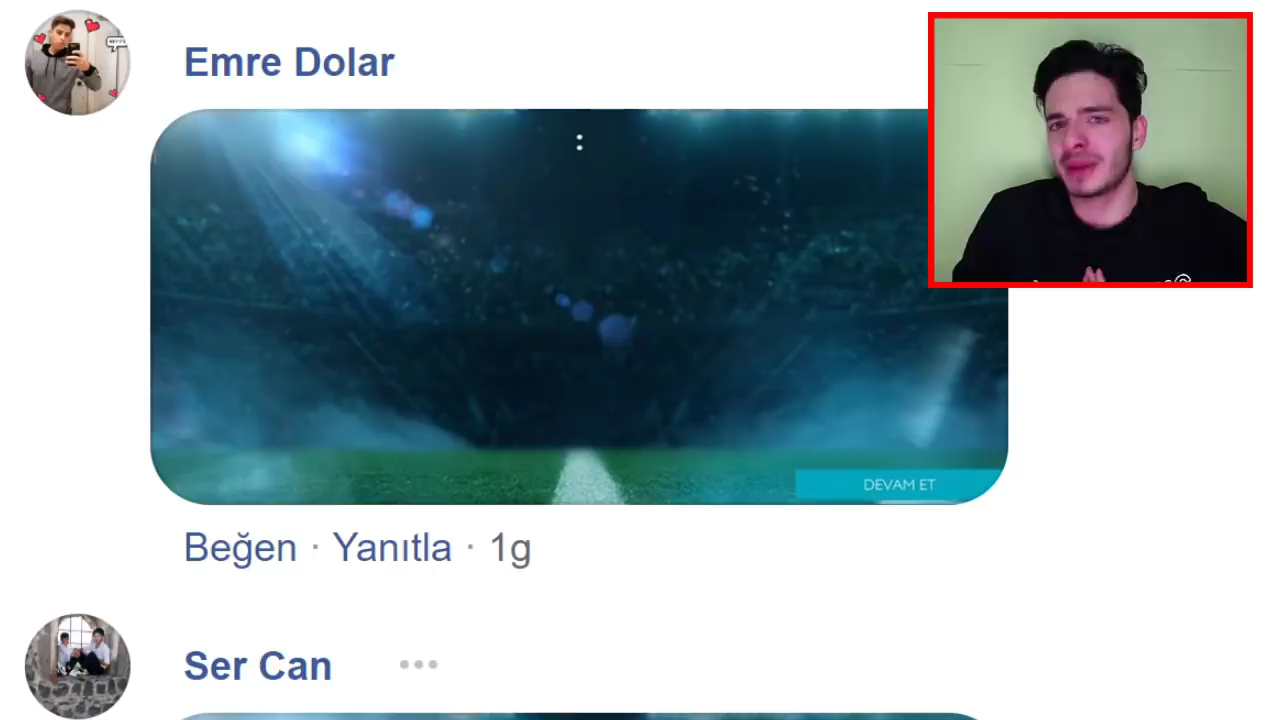 Emre Dolar
:
DEVAM ET
Beğen · Yanıtla · 1g
Ser Can